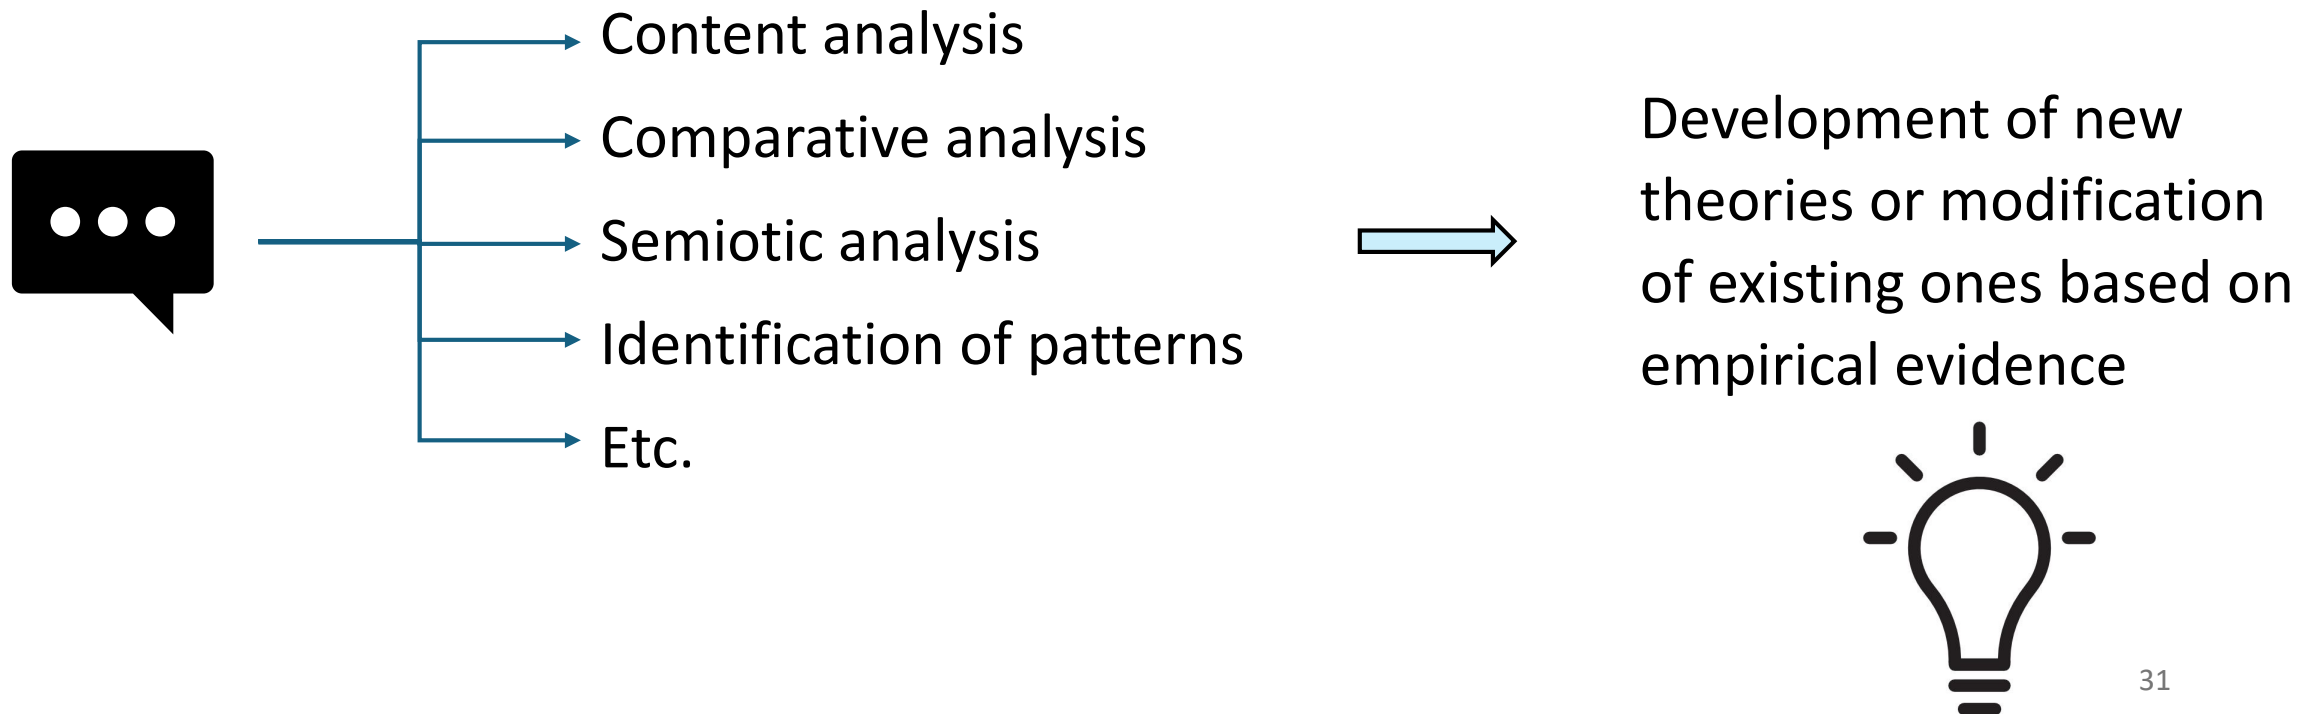 Content analysis
Comparative analysis
Semiotic analysis
Identification of patterns
Etc.
Development of new
theories or modification
of existing ones based on
empirical evidence
31